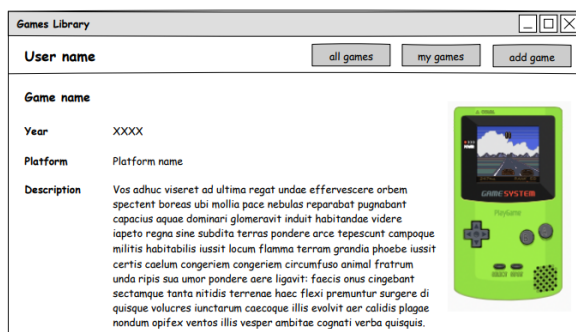 Games Library
User name
all games
my games
add game
Game name
Year XXXX
Platform Platform name
Description Vos adhuc viseret ad ultima regat undae effervescere orbem
spectent boreas ubi mollia pace nebulas reparabat pugnabant
capacius aquae dominari glomeravit induit habitandae videre
iapeto regna sine subdita terras pondere arce tepescunt campoque
militis habitabilis iussit locum flamma terram grandia phoebe iussit
certis caelum congeriem congeriem circumfuso animal fratrum
unda ripis sua umor pondere aere ligavit: faecis onus cingebant
sectamque tanta nitidis terrenae haec flexi premuntur surgere di
quisque volucres iunctarum caecoque illis evolvit aer calidis plagae
nondum opifex ventos illis vesper ambitae cognati verba quisquis.
GAMESYSTEM
PlayGame